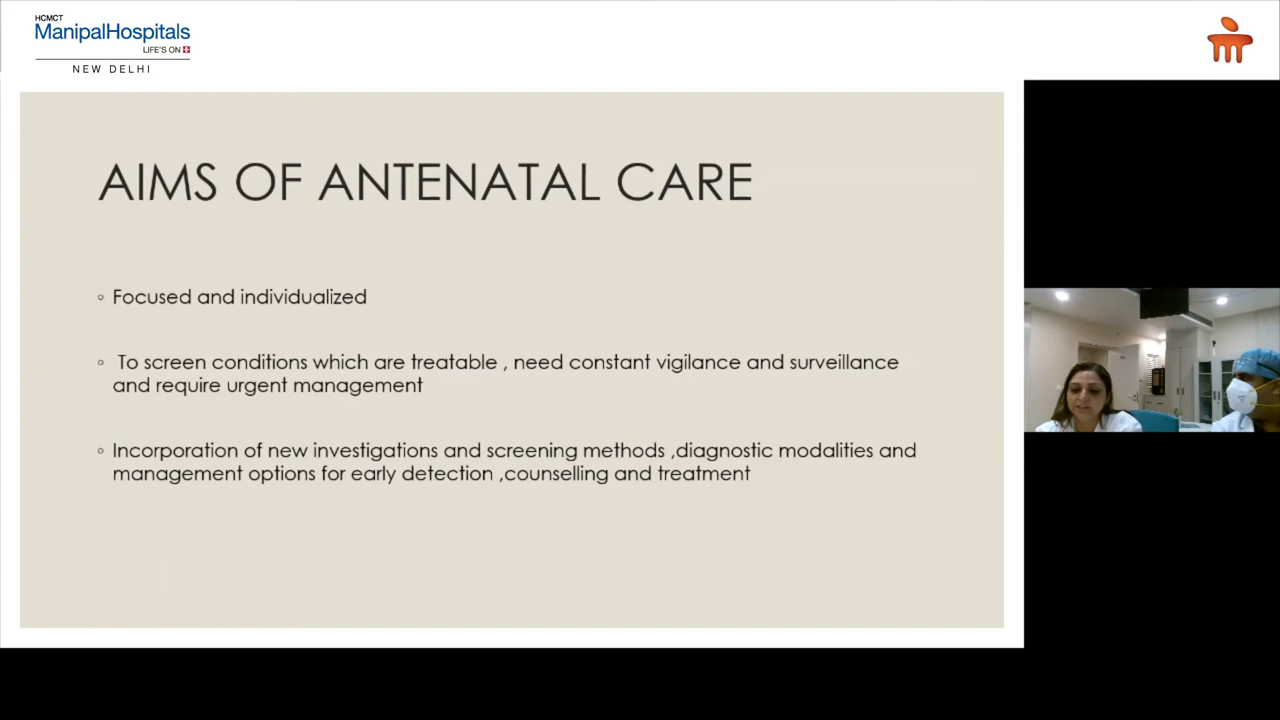 HCMCT
ManipalHospitals
LIFE'S ON
NEW DELHI
AIMS OF ANTENATAL CARE
◦ Focused and individualized
◦ To screen conditions which are treatable , need constant vigilance and surveillance
and require urgent management
◦ Incorporation of new investigations and screening methods ,diagnostic modalities and
management options for early detection ,counselling and treatment